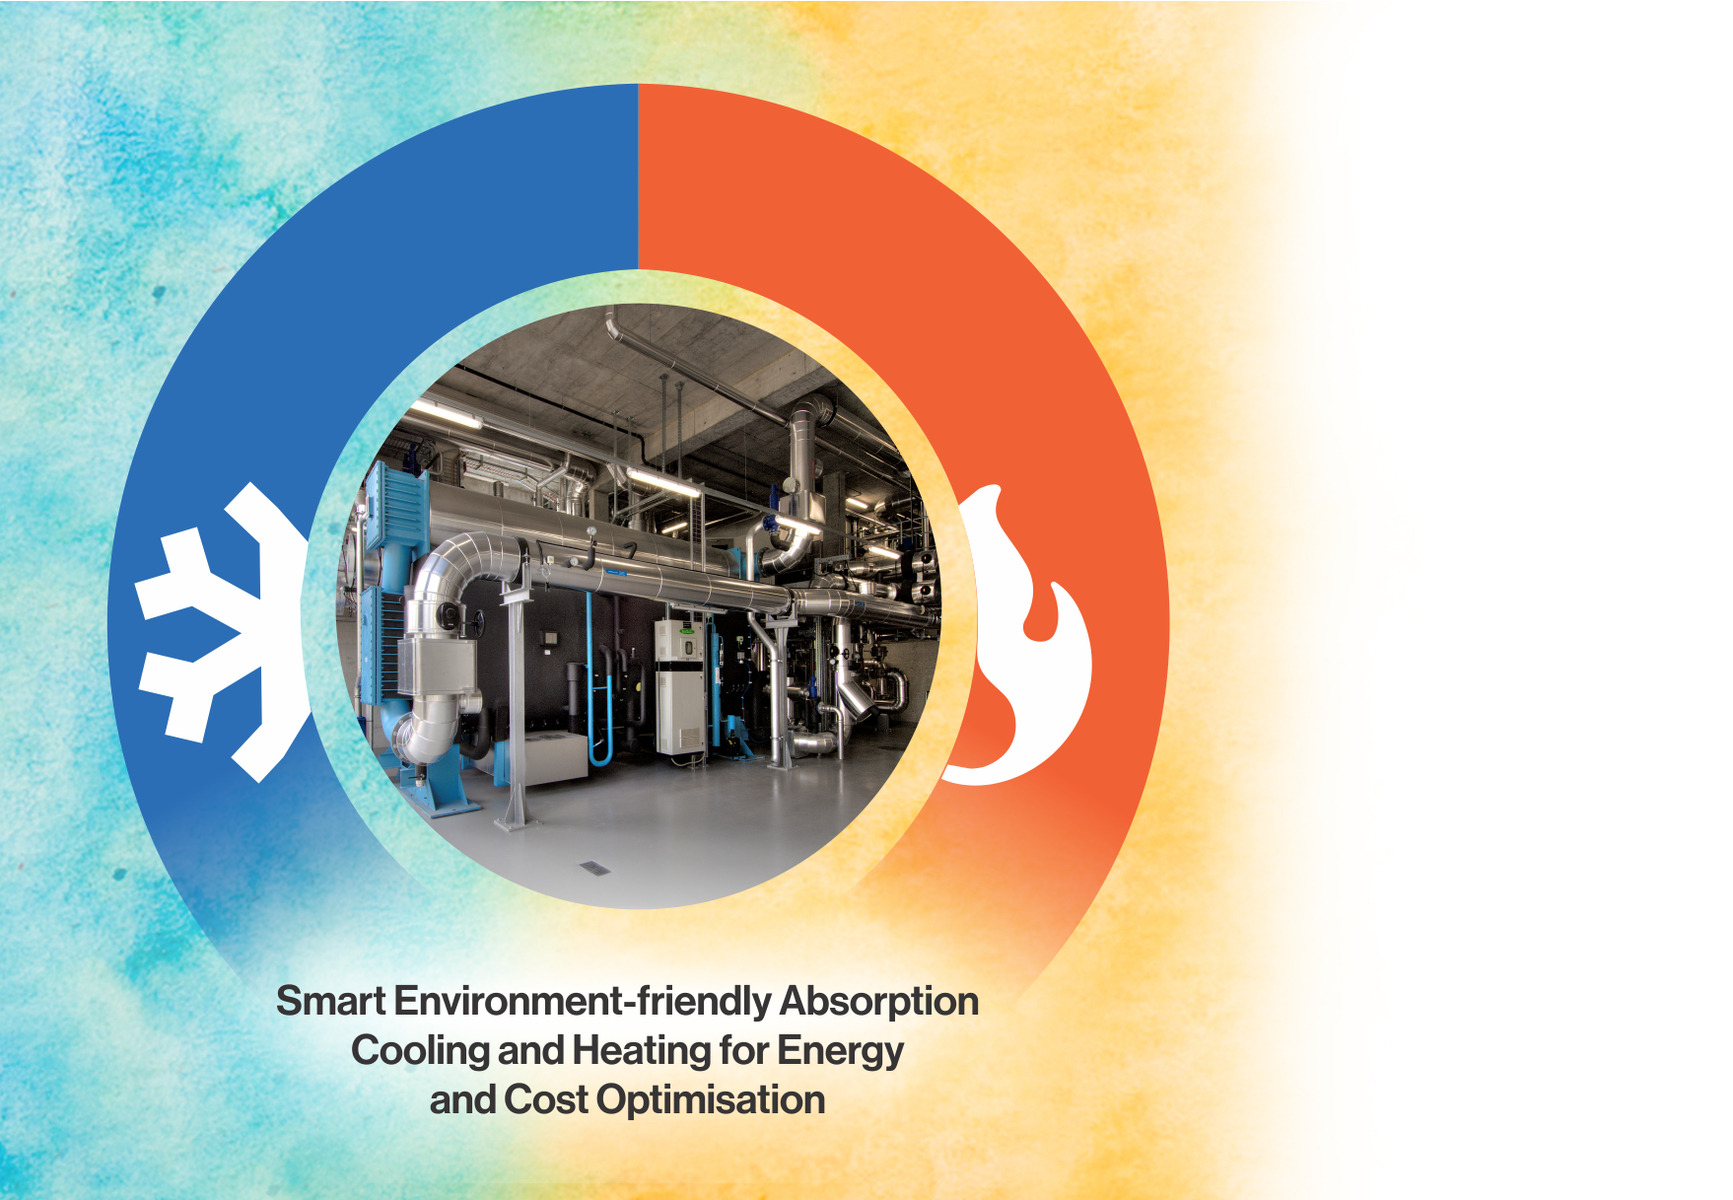 Smart Environment-friendly Absorption
Cooling and Heating for Energy
and Cost Optimisation